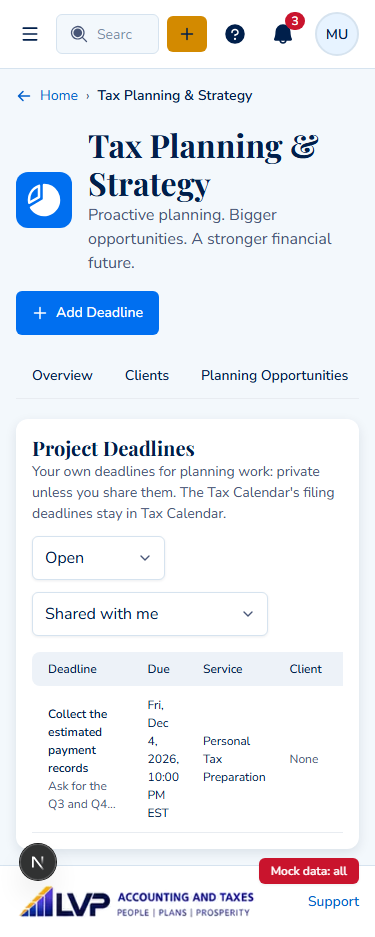 Searc
3
MU
Home › Tax Planning & Strategy
Tax Planning &
Strategy
Proactive planning. Bigger
opportunities. A stronger financial
future.
Add Deadline
Overview Clients Planning Opportunities
Project Deadlines
Your own deadlines for planning work: private
unless you share them. The Tax Calendar's filing
deadlines stay in Tax Calendar.
Open
Shared with me
Deadline Due Service Client
Collect the
estimated
payment
records
Ask for the
Q3 and Q4...
Fri,
Dec
4,
2026,
10:00
PM
EST
Personal
Tax
Preparation
None
N
Mock data: all
LVP ACCOUNTING AND TAXES
PEOPLE | PLANS | PROSPERITY
Support